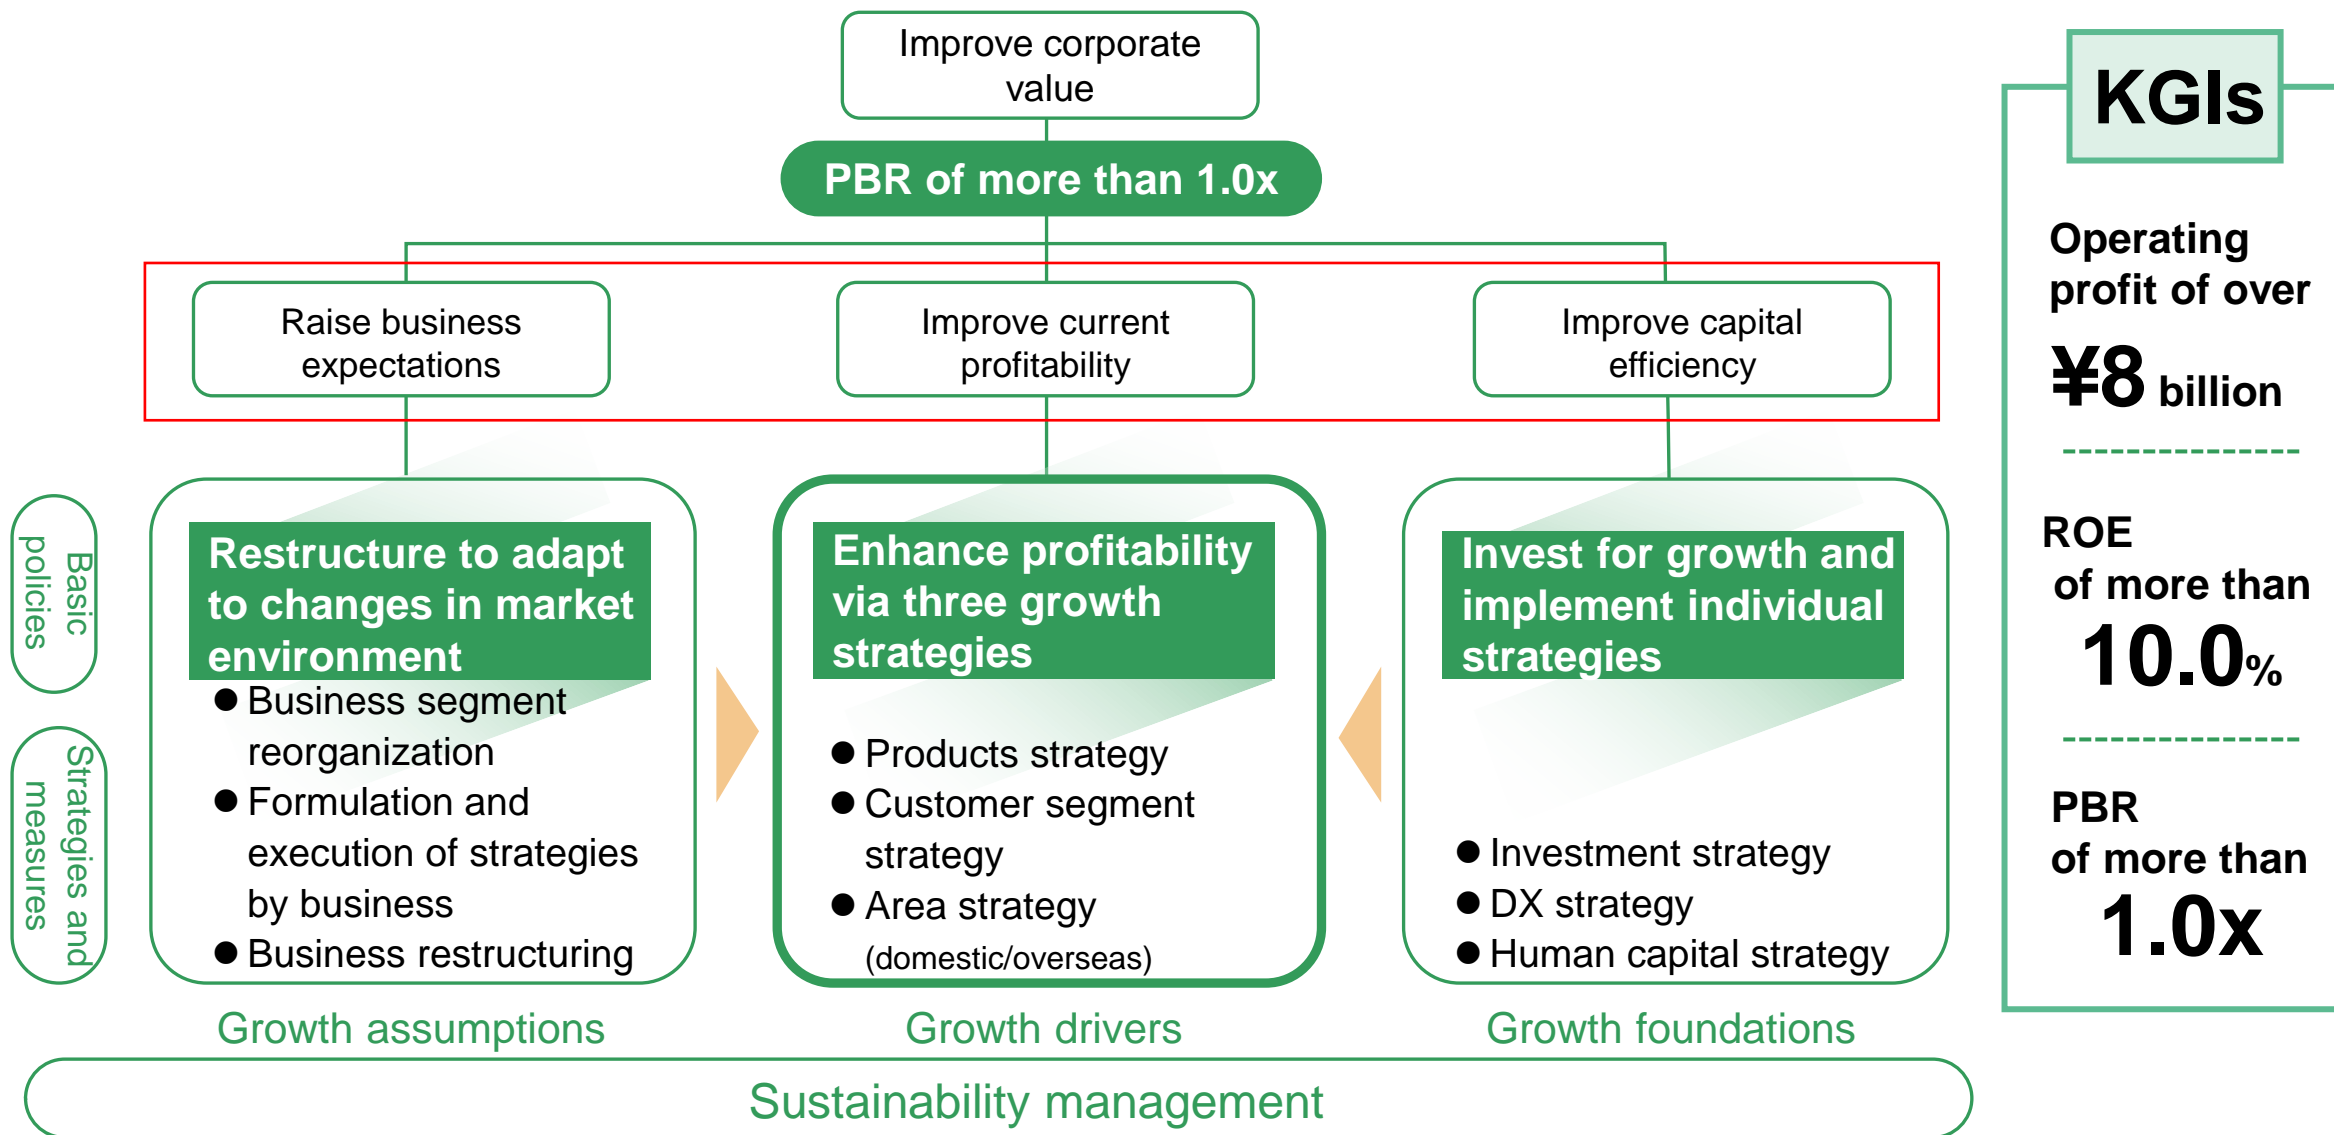 Improve corporate
value
PBR of more than 1.0x
Raise business
expectations
Improve current
profitability
Improve capital
efficiency
Basic
policies
Strategies and
measures
Restructure to adapt
to changes in market
environment
● Business segment
reorganization
● Formulation and
execution of strategies
by business
● Business restructuring
Growth assumptions
Enhance profitability
via three growth
strategies
● Products strategy
● Customer segment
strategy
● Area strategy
(domestic/overseas)
Growth drivers
Invest for growth and
implement individual
strategies
● Investment strategy
● DX strategy
● Human capital strategy
Growth foundations
Sustainability management
KGIs
Operating
profit of over
¥8 billion
ROE
of more than
10.0%
PBR
of more than
1.0x